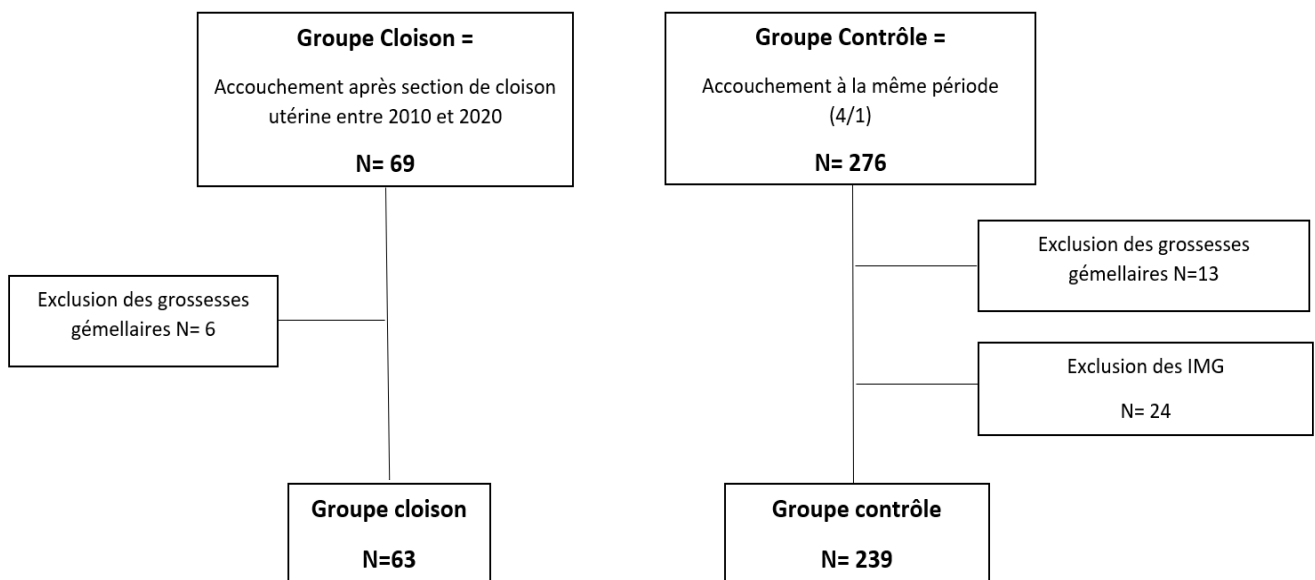 Groupe Cloison =
Accouchement après section de cloison
utérine entre 2010 et 2020
N= 69
Groupe Contrôle =
Accouchement à la même période
(4/1)
N= 276
Exclusion des grossesses
gémellaires N= 6
Exclusion des grossesses
gémellaires N=13
Exclusion des IMG
N= 24
Groupe cloison
N=63
Groupe contrôle
N= 239